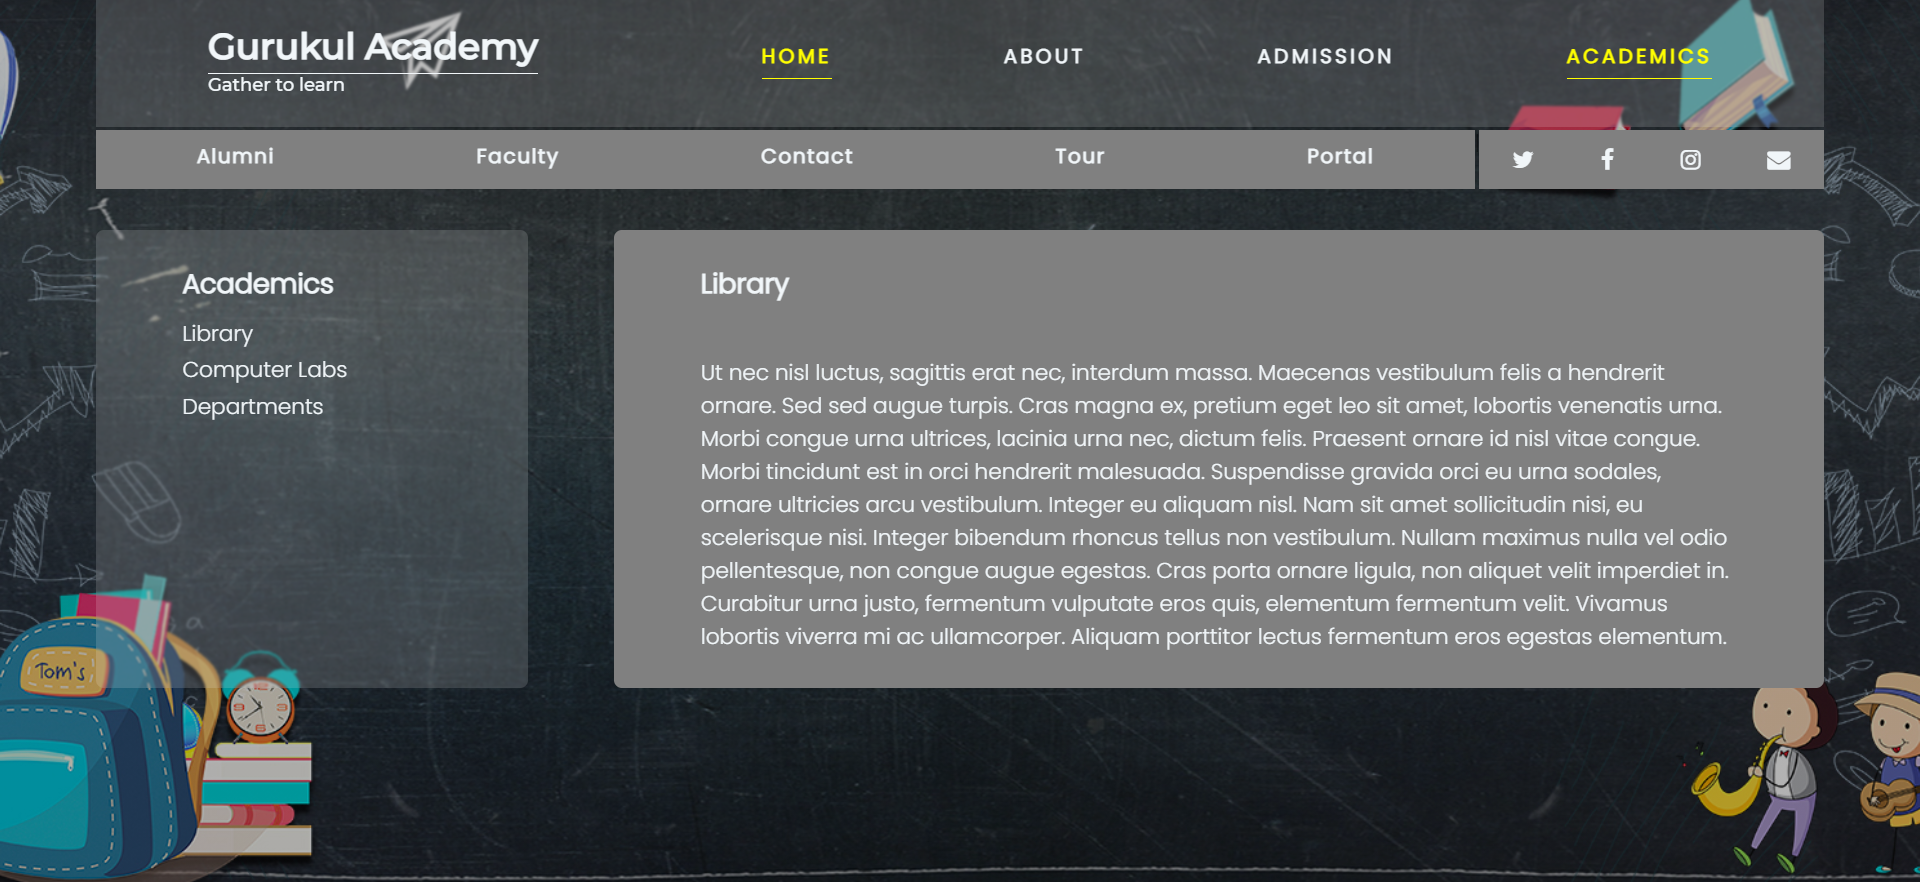 Gurukul Academy
Gather to learn
HOME
ABOUT
ADMISSION
ACADEMICS
Alumni
Faculty
Contact
Tour
Portal
Academics
Library
Computer Labs
Departments
Library
Ut nec nisl luctus, sagittis erat nec, interdum massa. Maecenas vestibulum felis a hendrerit
ornare. Sed sed augue turpis. Cras magna ex, pretium eget leo sit amet, lobortis venenatis urna.
Morbi congue urna ultrices, lacinia urna nec, dictum felis. Praesent ornare id nisl vitae congue.
Morbi tincidunt est in orci hendrerit malesuada. Suspendisse gravida orci eu urna sodales,
ornare ultricies arcu vestibulum. Integer eu aliquam nisl. Nam sit amet sollicitudin nisi, eu
scelerisque nisi. Integer bibendum rhoncus tellus non vestibulum. Nullam maximus nulla vel odio
pellentesque, non congue augue egestas. Cras porta ornare ligula, non aliquet velit imperdiet in.
Curabitur urna justo, fermentum vulputate eros quis, elementum fermentum velit. Vivamus
lobortis viverra mi ac ullamcorper. Aliquam porttitor lectus fermentum eros egestas elementum.
Tom's